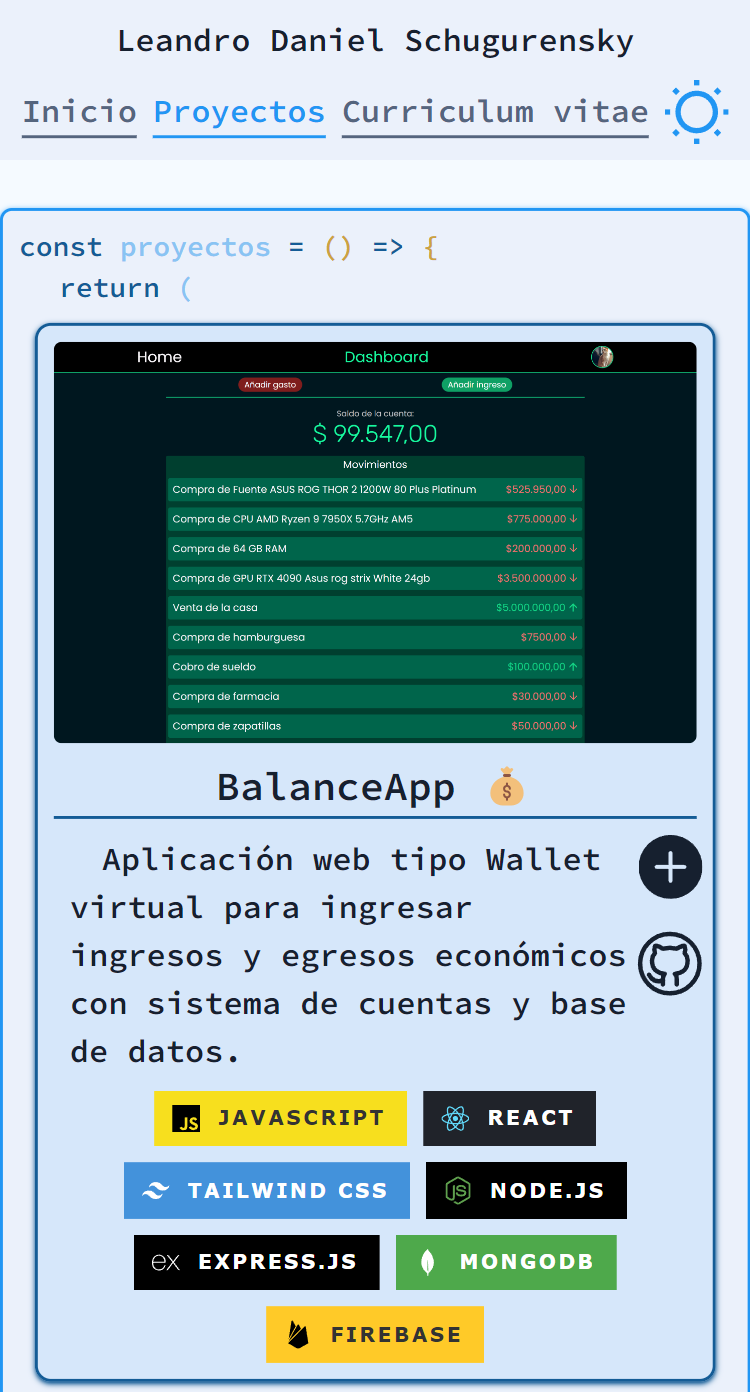 Leandro Daniel Schugurensky
Inicio Proyectos Curriculum vitae
const proyectos = () => {
return (
Home Dashboard
Añadir gasto Añadir ingreso
Saldo de la cuenta:
$ 99.547,00
Movimientos
Compra de Fuente ASUS ROG THOR 2 1200W 80 Plus Platinum $525.950,00 ↓
Compra de CPU AMD Ryzen 9 7950X 5.7GHz AM5 $775.000,00 ↓
Compra de 64 GB RAM $200.000,00 ↓
Compra de GPU RTX 4090 Asus rog strix White 24gb $3.500.000,00 ↓
Venta de la casa $5.000.000,00 ↑
Compra de hamburguesa $7500,00 ↓
Cobro de sueldo $100.000,00 ↑
Compra de farmacia $30.000,00 ↓
Compra de zapatillas $50.000,00 ↓
BalanceApp 💰
Aplicación web tipo Wallet
virtual para ingresar
ingresos y egresos económicos
con sistema de cuentas y base
de datos.
JS JAVASCRIPT REACT
TAILWIND CSS JS NODE.JS
ex EXPRESS.JS MONGODB
FIREBASE